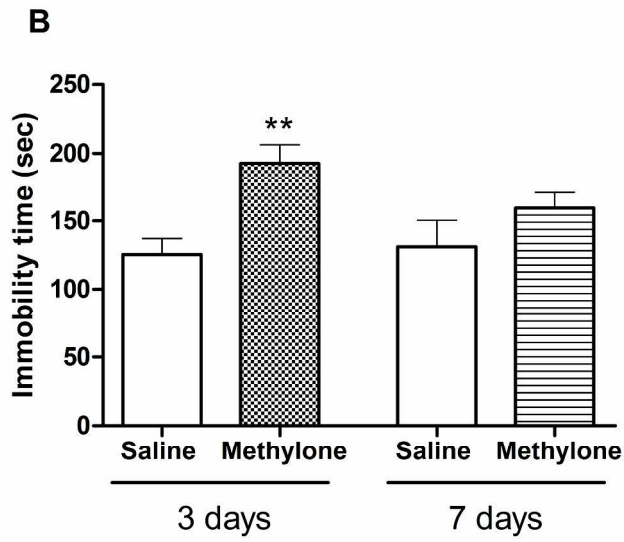 B
Immobility time (sec)
250
200
150
100
50
0
**
Saline
Methylone
Saline
Methylone
3 days
7 days